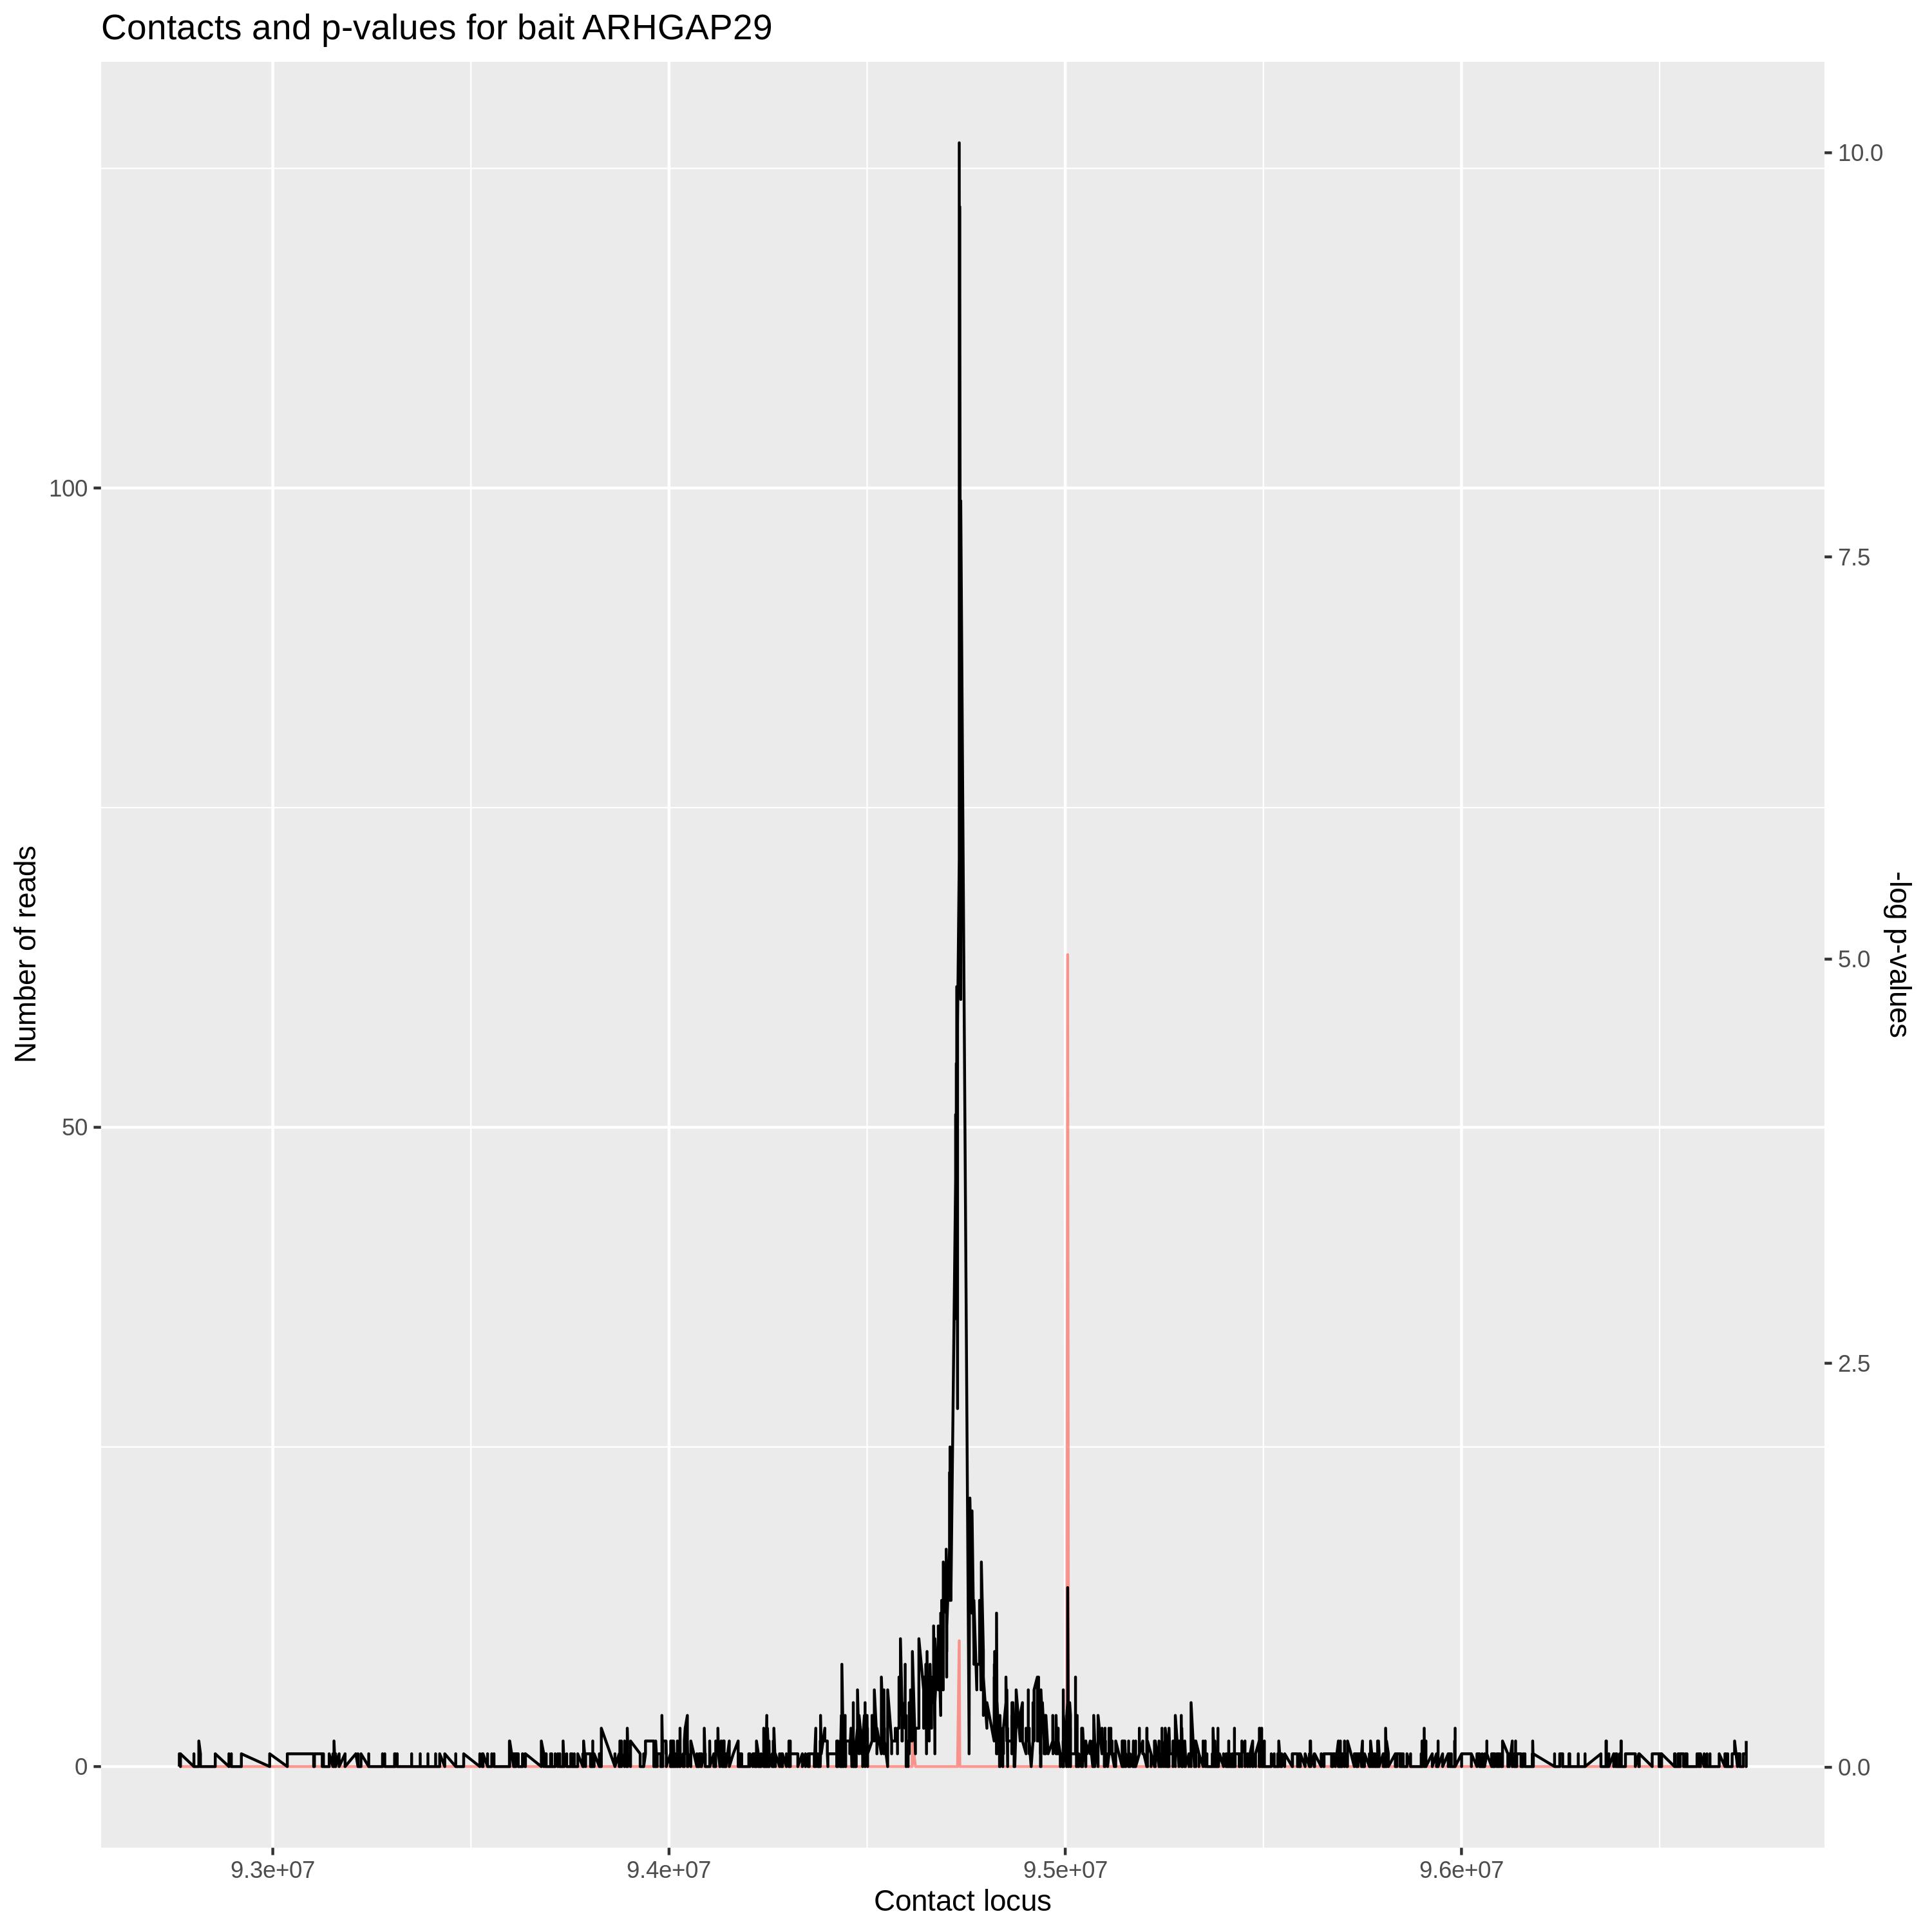 Contacts and p-values for bait ARHGAP29
Number of reads
100
50
0
10.0
7.5
5.0
2.5
0.0
-log p-values
9.3e+07 9.4e+07 9.5e+07 9.6e+07
Contact locus